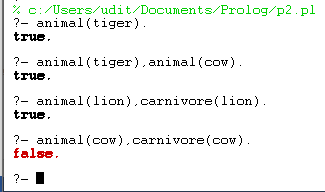 % c:/Users/udit/Documents/Prolog/p2.pl
?- animal(tiger).
true.
?- animal(tiger),animal(cow).
true.
?- animal(lion),carnivore(lion).
true.
?- animal(cow),carnivore(cow).
false.
?-